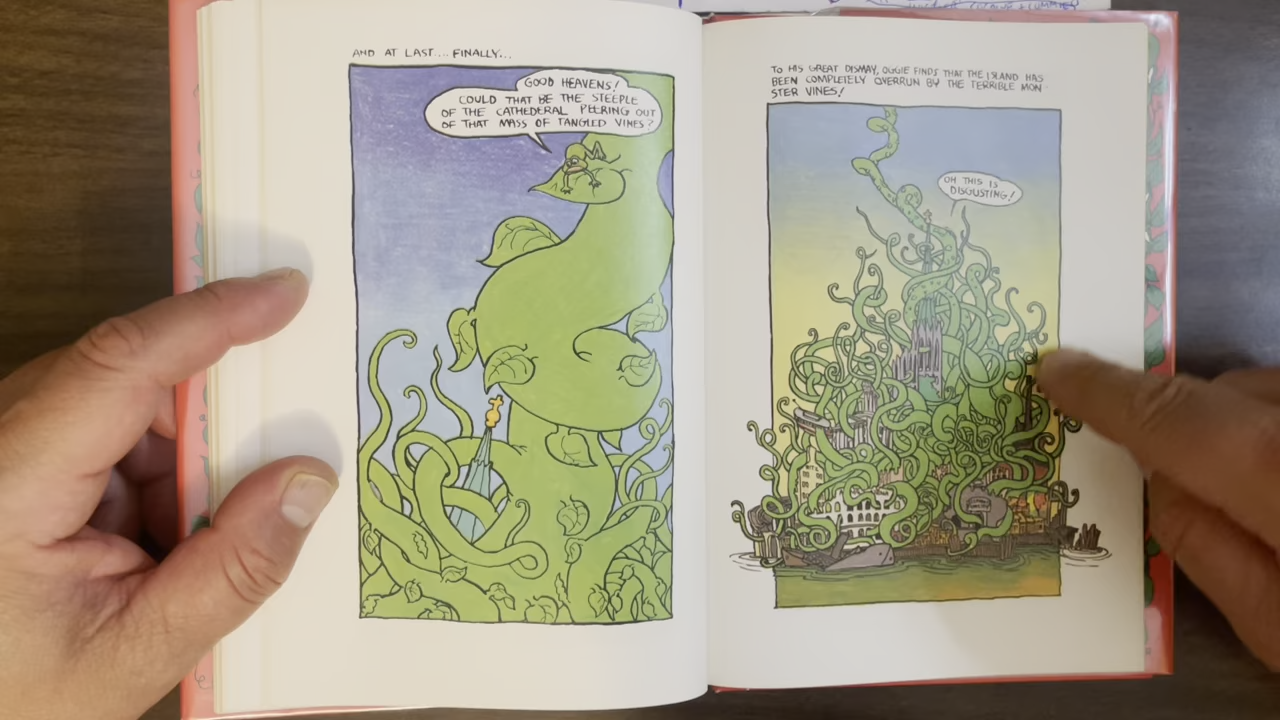 AND AT LAST.... FINALLY...
GOOD HEAVENS!
COULD THAT BE THE STEEPLE
OF THE CATHEDERAL PEERING OUT
OF THAT MASS OF TANGLED VINES?
TO HIS GREAT DISMAY, OGGIE FINDS THAT THE ISLAND HAS
BEEN COMPLETELY OVERRUN BY THE TERRIBLE MON-
STER VINES!
OH THIS IS
DISGUSTING!